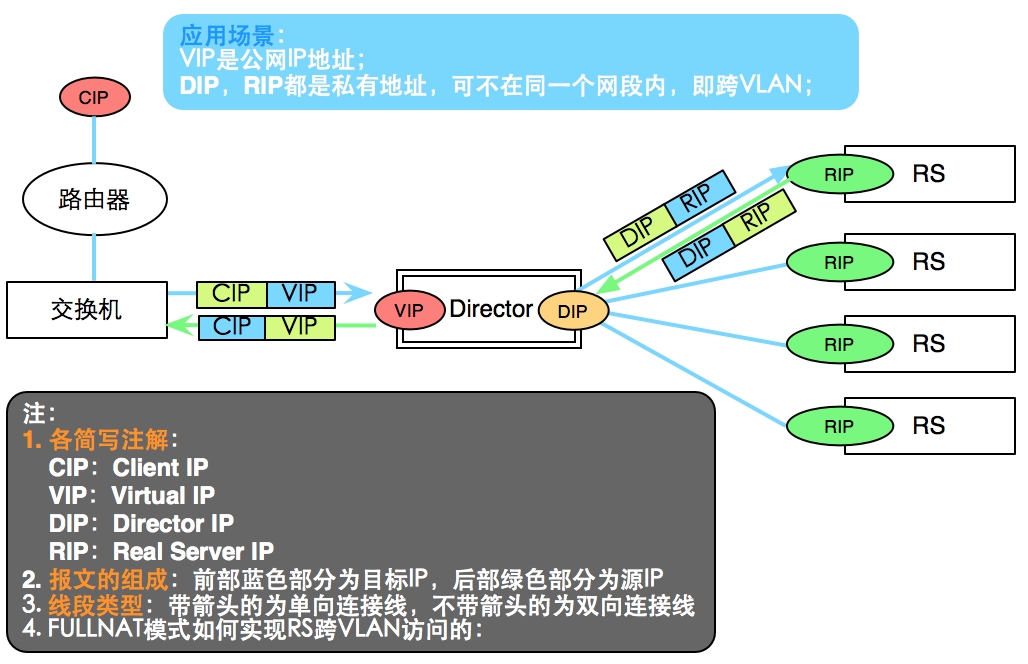 应用场景：
VIP是公网IP地址；
DIP，RIP都是私有地址，可不在同一个网段内，即跨VLAN；
CIP
路由器
交换机
CIP VIP
CIP VIP
VIP
Director
DIP
DIP RIP
DIP RIP
RIP
RS
RIP
RS
RIP
RS
RIP
RS
注：
1. 各简写注解：
CIP：Client IP
VIP：Virtual IP
DIP：Director IP
RIP：Real Server IP
2. 报文的组成：前部蓝色部分为目标IP，后部绿色部分为源IP
3. 线段类型：带箭头的为单向连接线，不带箭头的为双向连接线
4. FULLNAT模式如何实现RS跨VLAN访问的：